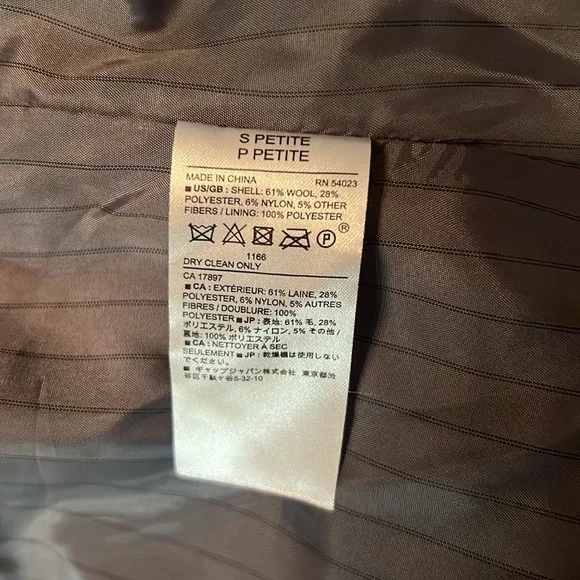 S PETITE
P PETITE
MADE IN CHINA RN 54023
■ US/GB : SHELL: 61% WOOL, 28%
POLYESTER, 6% NYLON, 5% OTHER
FIBERS / LINING: 100% POLYESTER
P ®
1166
DRY CLEAN ONLY
CA 17897
■ CA : EXTÉRIEUR: 61% LAINE, 28%
POLYESTER, 6% NYLON, 5% AUTRES
FIBRES / DOUBLURE: 100%
POLYESTER ■ JP : 表地: 61% 毛, 28%
ポリエステル, 6% ナイロン, 5% その他 /
裏地: 100% ポリエステル
■ CA : NETTOYER À SEC
SEULEMENT ■ JP : 乾燥機は使用しない
でください。
■ ギャップジャパン株式会社 東京都渋
谷区千駄ヶ谷5-32-10